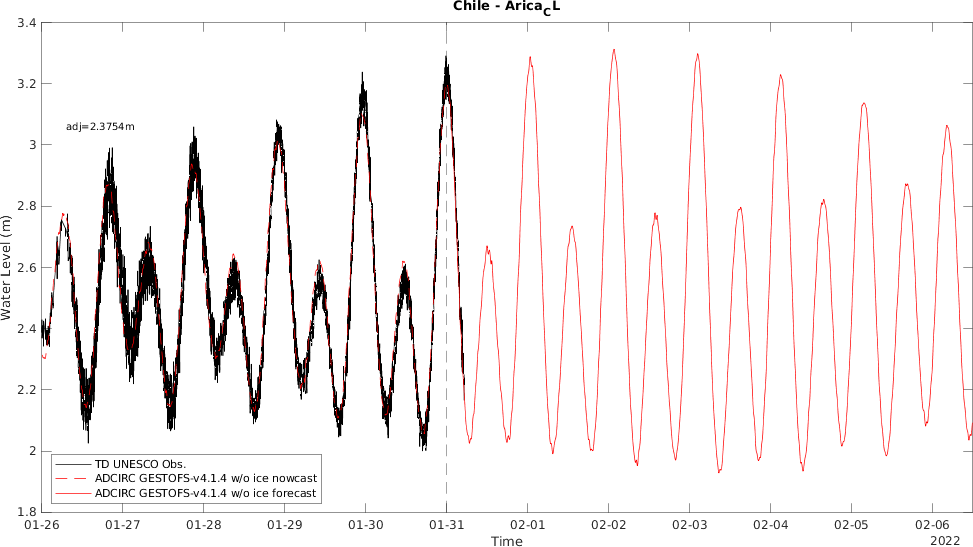 Chile - Arica_CL
3.4
3.2
3
2.8
2.6
2.4
2.2
2
1.8
Water Level (m)
adj=2.3754m
TD UNESCO Obs.
ADCIRC GESTOFS-v4.1.4 w/o ice nowcast
ADCIRC GESTOFS-v4.1.4 w/o ice forecast
01-26 01-27 01-28 01-29 01-30 01-31 02-01 02-02 02-03 02-04 02-05 02-06
Time
2022